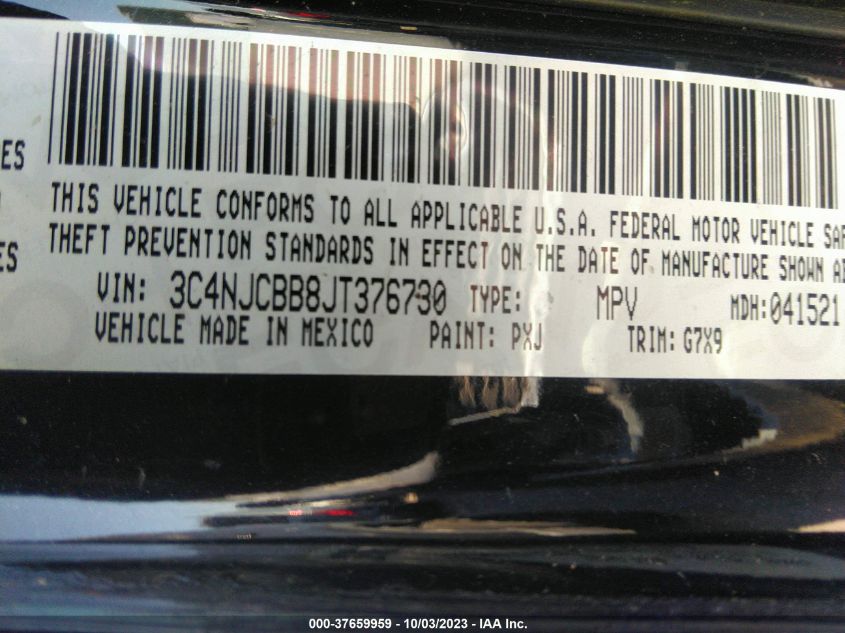 ES
THIS VEHICLE CONFORMS TO ALL APPLICABLE U.S.A. FEDERAL MOTOR VEHICLE SAF
THEFT PREVENTION STANDARDS IN EFFECT ON THE DATE OF MANUFACTURE SHOWN A
ES
VIN: 3C4NJCBB8JT376730 TYPE: MPV MDH:041521
VEHICLE MADE IN MEXICO PAINT: PXJ TRIM: G7X9
000-37659959 - 10/03/2023 - IAA Inc.